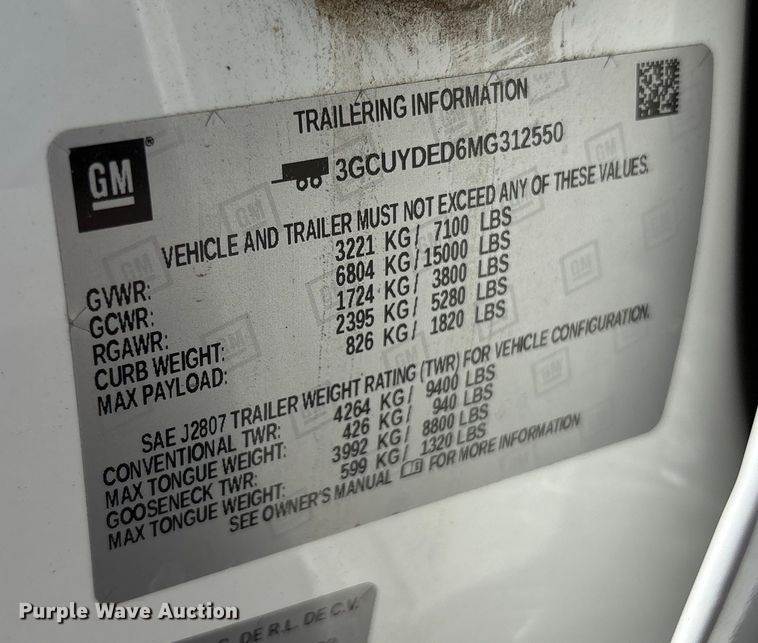 TRAILERING INFORMATION
GM®
3GCUYDED6MG312550
VEHICLE AND TRAILER MUST NOT EXCEED ANY OF THESE VALUES.
GVWR: 3221 KG/ 7100 LBS
GCWR: 6804 KG/15000 LBS
RGAWR: 1724 KG/ 3800 LBS
CURB WEIGHT: 2395 KG/ 5280 LBS
MAX PAYLOAD: 826 KG/ 1820 LBS
SAE J2807 TRAILER WEIGHT RATING (TWR) FOR VEHICLE CONFIGURATION.
CONVENTIONAL TWR: 4264 KG/ 9400 LBS
MAX TONGUE WEIGHT: 426 KG/ 940 LBS
GOOSENECK TWR: 3992 KG/ 8800 LBS
MAX TONGUE WEIGHT: 599 KG/ 1320 LBS
SEE OWNER'S MANUAL FOR MORE INFORMATION
DE R.L. DE C.V.
Purple Wave Auction